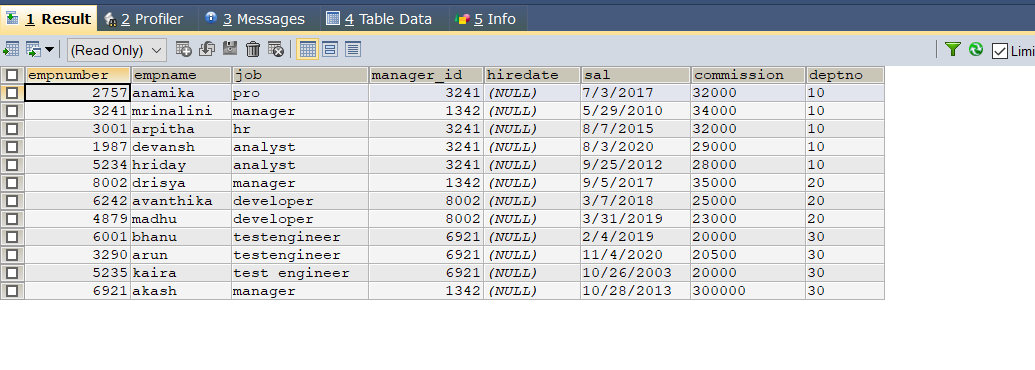 1 Result 2 Profiler 3 Messages 4 Table Data 5 Info
(Read Only) Limi
empnumber empname job manager_id hiredate sal commission deptno
2757 anamika pro 3241 (NULL) 7/3/2017 32000 10
3241 mrinalini manager 1342 (NULL) 5/29/2010 34000 10
3001 arpitha hr 3241 (NULL) 8/7/2015 32000 10
1987 devansh analyst 3241 (NULL) 8/3/2020 29000 10
5234 hriday analyst 3241 (NULL) 9/25/2012 28000 10
8002 drisya manager 1342 (NULL) 9/5/2017 35000 20
6242 avanthika developer 8002 (NULL) 3/7/2018 25000 20
4879 madhu developer 8002 (NULL) 3/31/2019 23000 20
6001 bhanu testengineer 6921 (NULL) 2/4/2019 20000 30
3290 arun testengineer 6921 (NULL) 11/4/2020 20500 30
5235 kaira test engineer 6921 (NULL) 10/26/2003 20000 30
6921 akash manager 1342 (NULL) 10/28/2013 300000 30